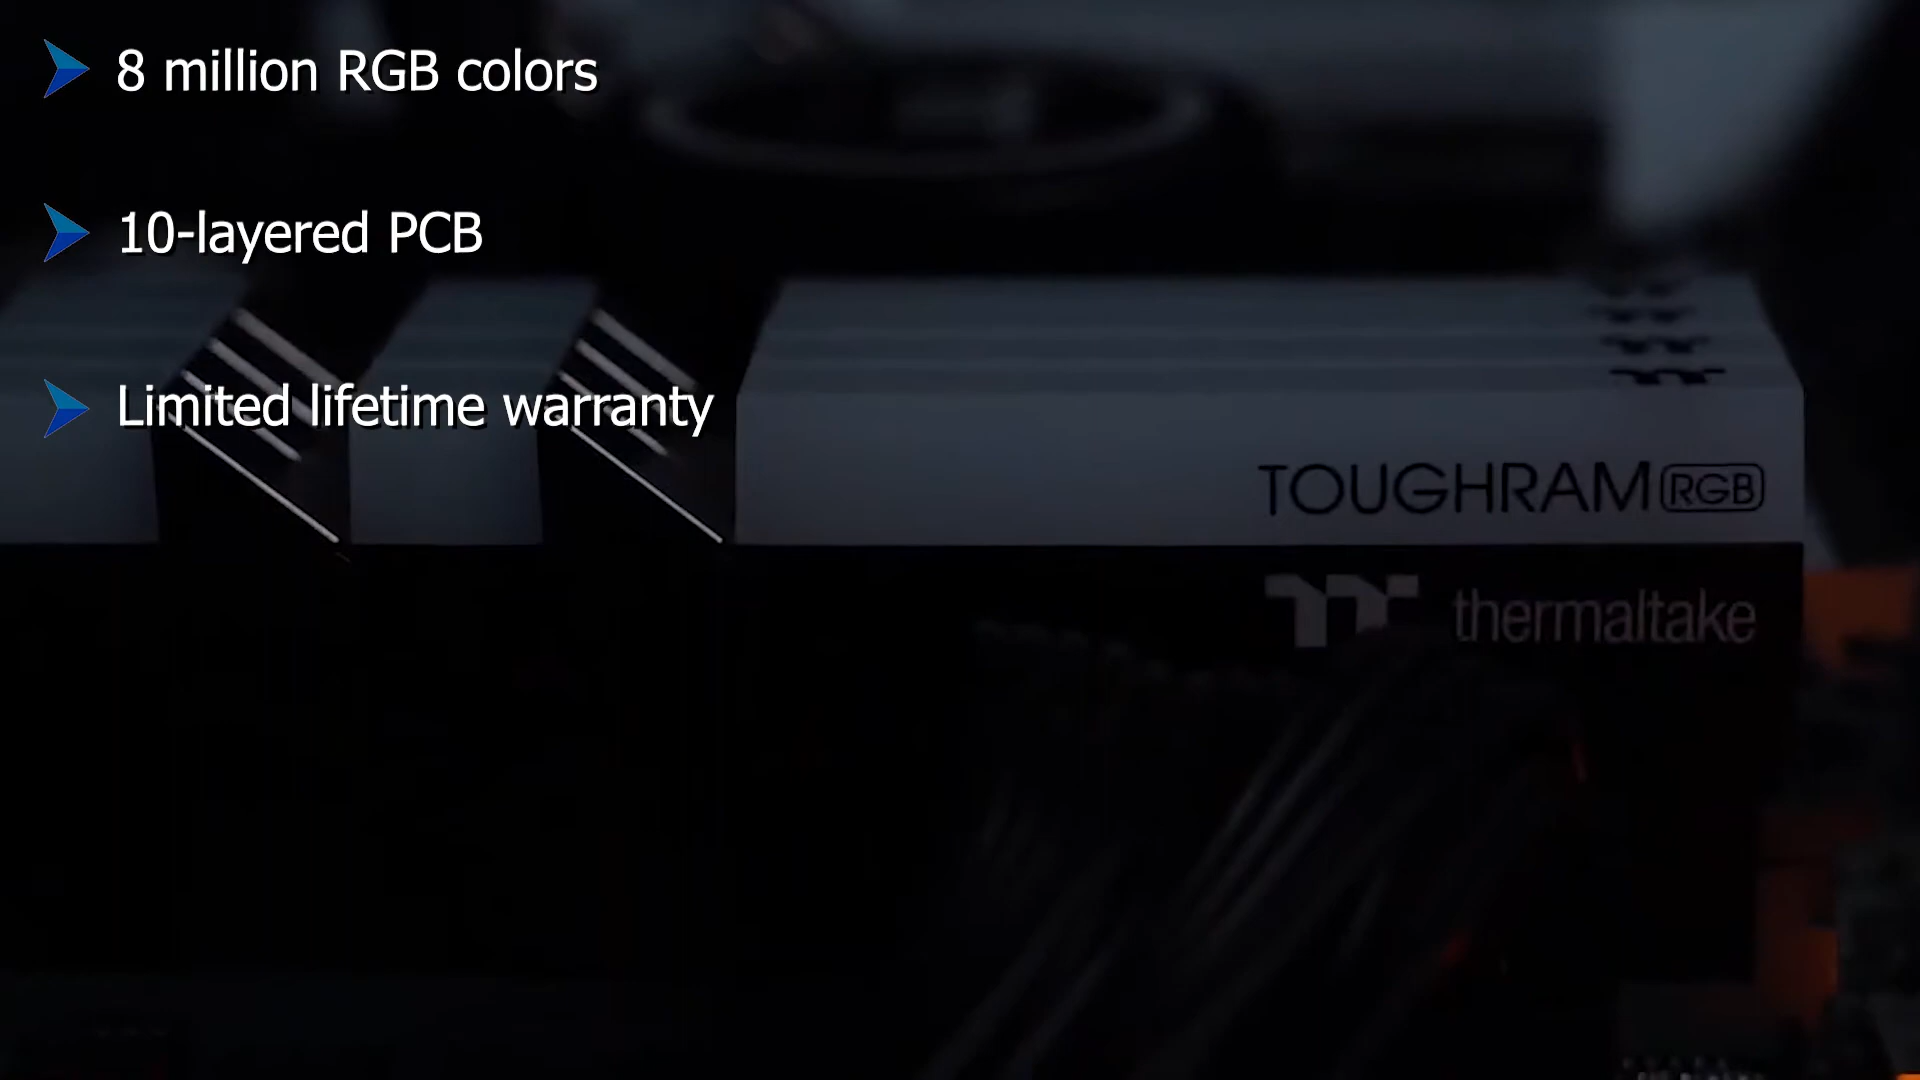 8 million RGB colors
10-layered PCB
Limited lifetime warranty
TOUGHRAM RGB
thermaltake